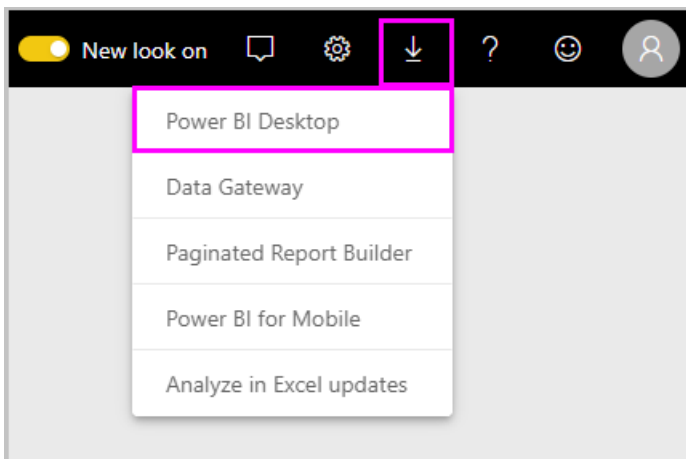 New look on ?
Power BI Desktop
Data Gateway
Paginated Report Builder
Power BI for Mobile
Analyze in Excel updates